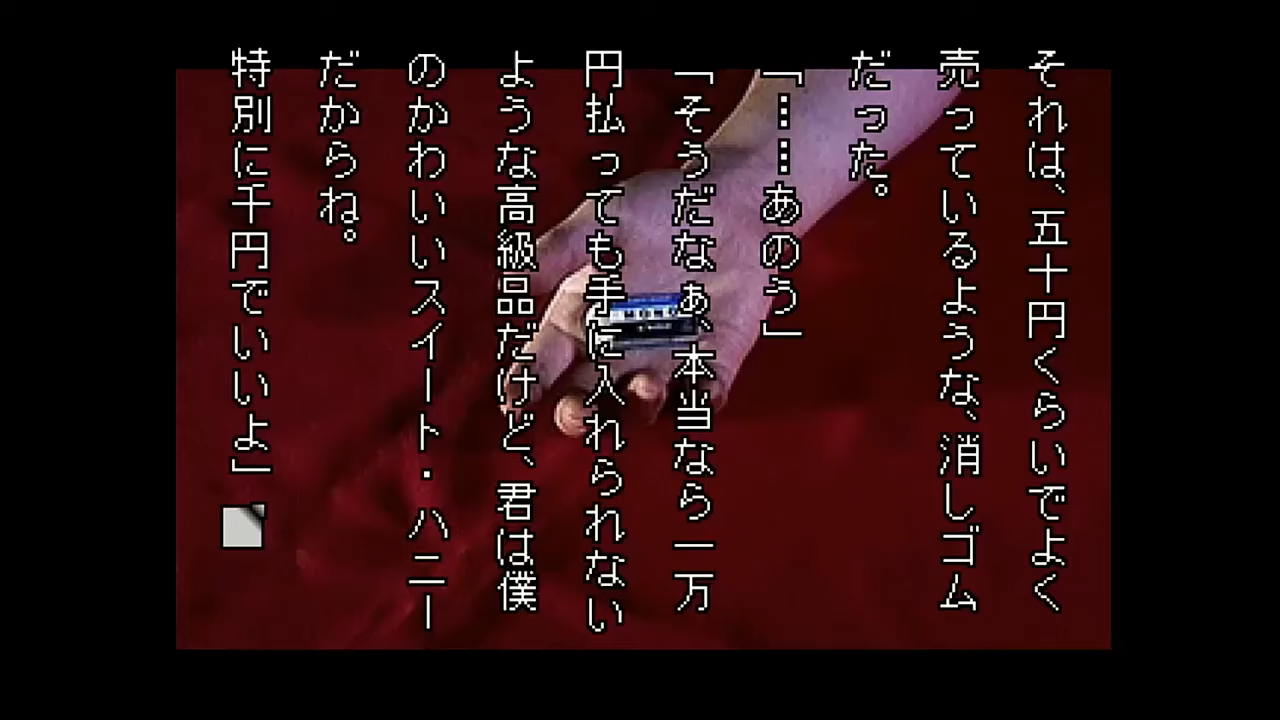 それは、五十円くらいでよく
売っているような、消しゴム
だった。
「……あのう」
「そうだなぁ、本当なら一万
円払っても手に入れられない
ような高級品だけど、君は僕
のかわいいスイート・ハニー
だからね。
特別に千円でいいよ」